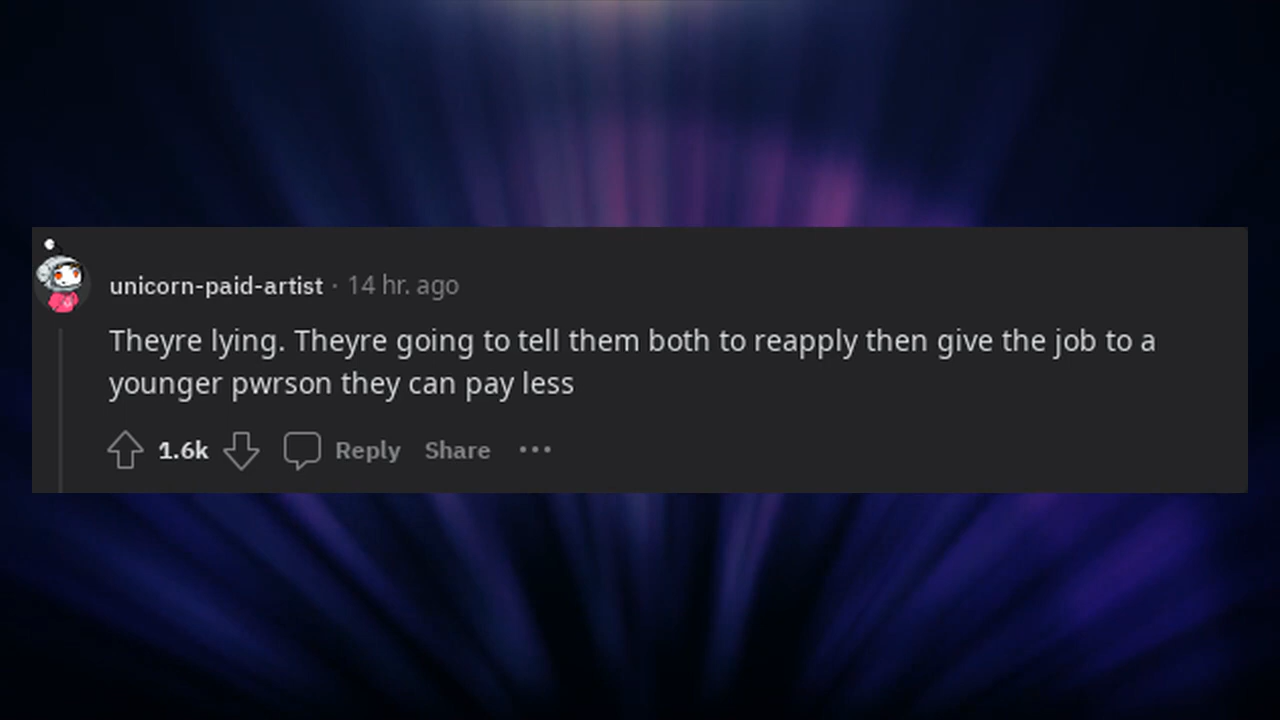 unicorn-paid-artist · 14 hr. ago
Theyre lying. Theyre going to tell them both to reapply then give the job to a
younger pwrson they can pay less
1.6k Reply Share •••